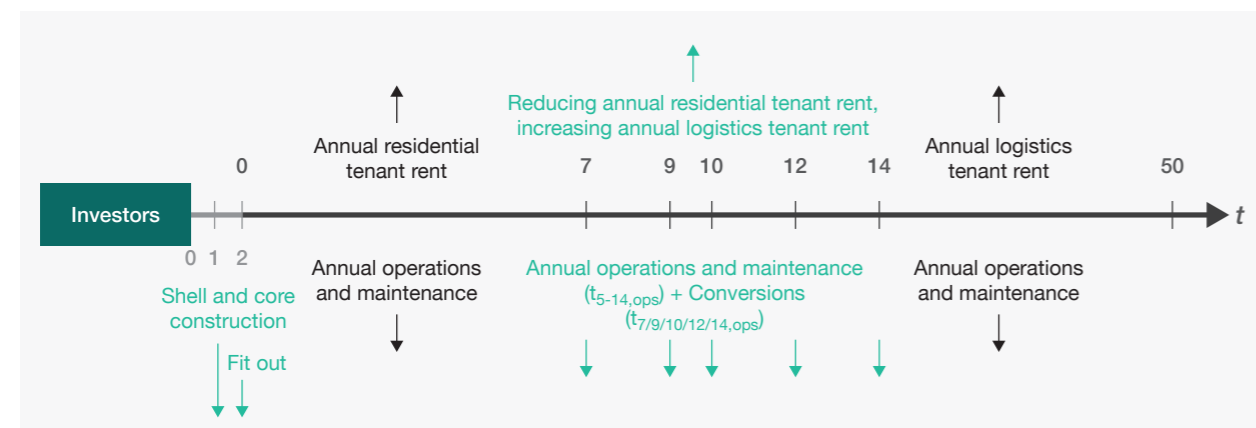 Reducing annual residential tenant rent,
increasing annual logistics tenant rent
Annual residential
tenant rent
Annual logistics
tenant rent
0 7 9 10 12 14 50
Investors
t
0 1 2
Shell and core
construction
Fit out
Annual operations
and maintenance
Annual operations and maintenance
(t5-14,ops) + Conversions
(t7/9/10/12/14,ops)
Annual operations
and maintenance